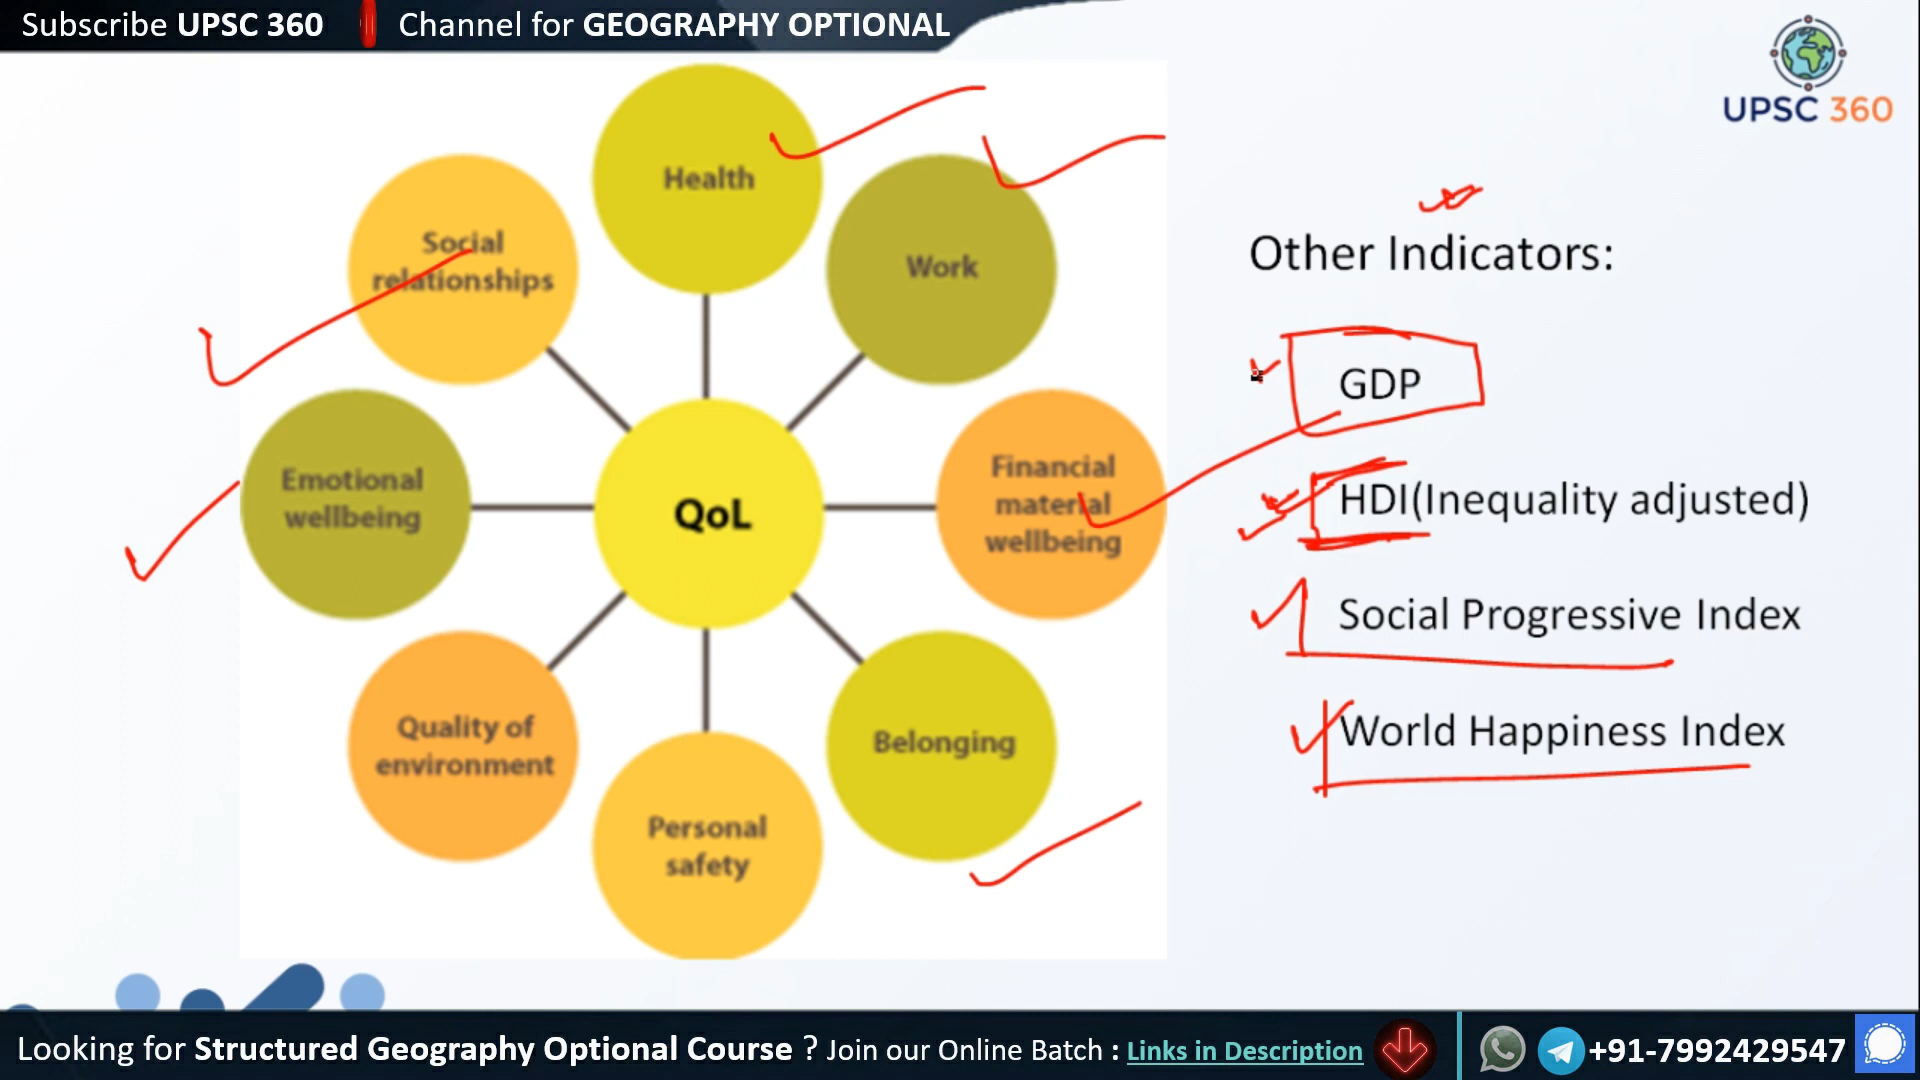 Subscribe UPSC 360 Channel for GEOGRAPHY OPTIONAL
UPSC 360
Health
Work
Social
relationships
Financial
material
wellbeing
Emotional
wellbeing
QoL
Quality of
environment
Belonging
Personal
safety
Other Indicators:
GDP
HDI(Inequality adjusted)
Social Progressive Index
World Happiness Index
Looking for Structured Geography Optional Course ? Join our Online Batch : Links in Description
+91-7992429547